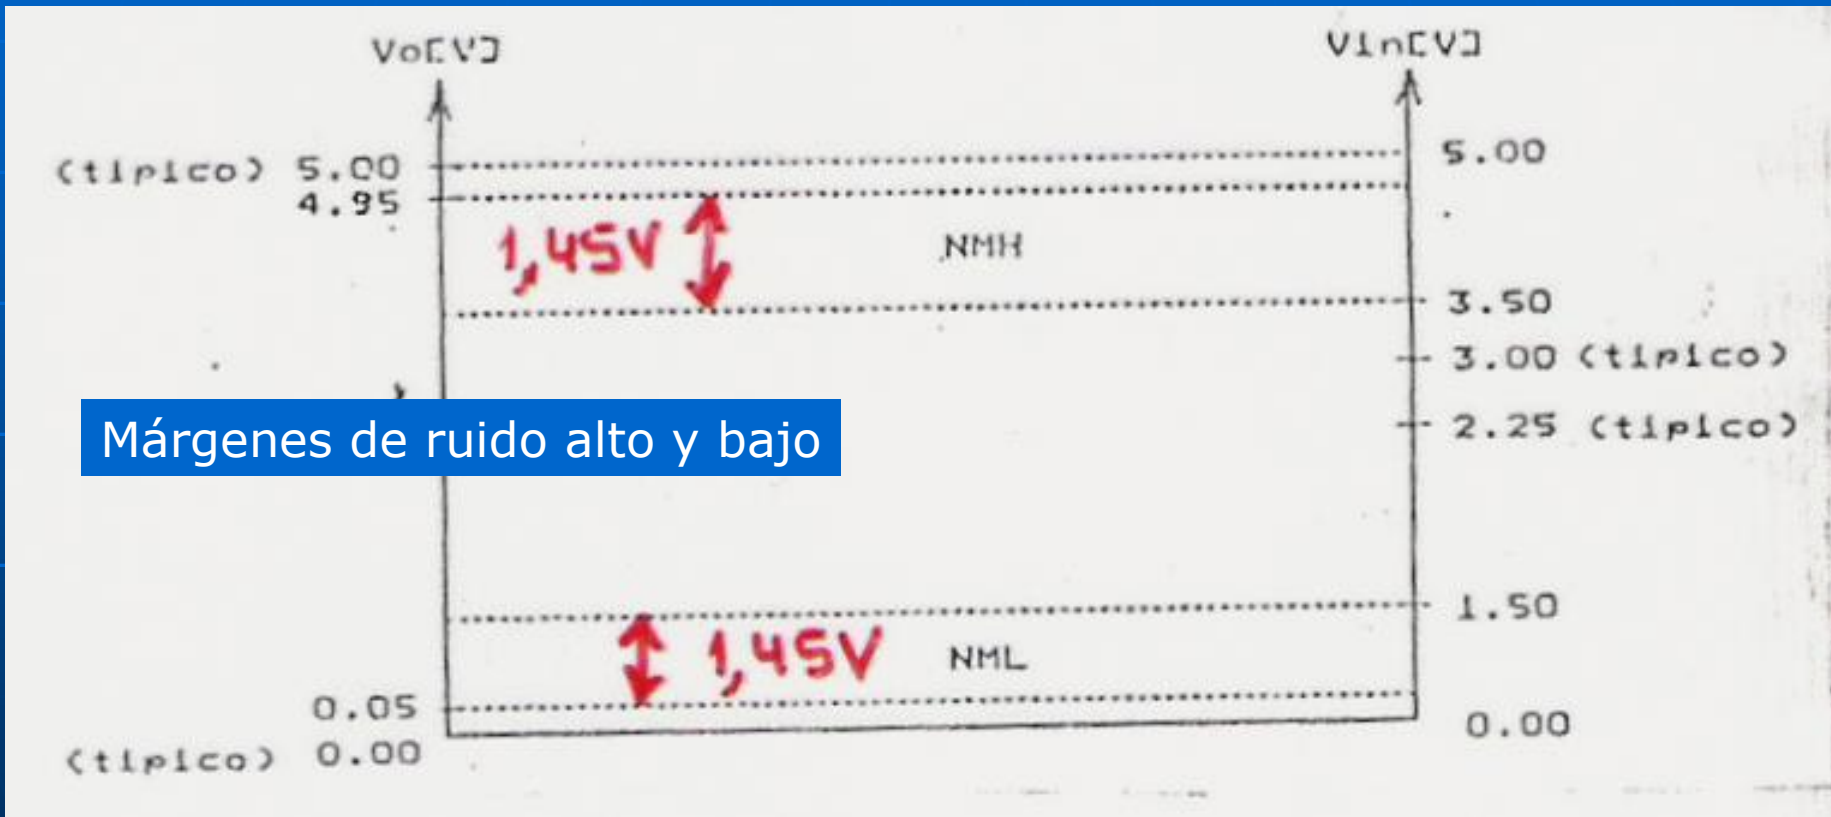 Vo[V]
Vin[V]
(tipico) 5.00
5.00
4.95
1,45V
NMH
3.50
3.00 (tipico)
Márgenes de ruido alto y bajo
2.25 (tipico)
1.50
1,45V
NML
0.05
0.00
(tipico) 0.00